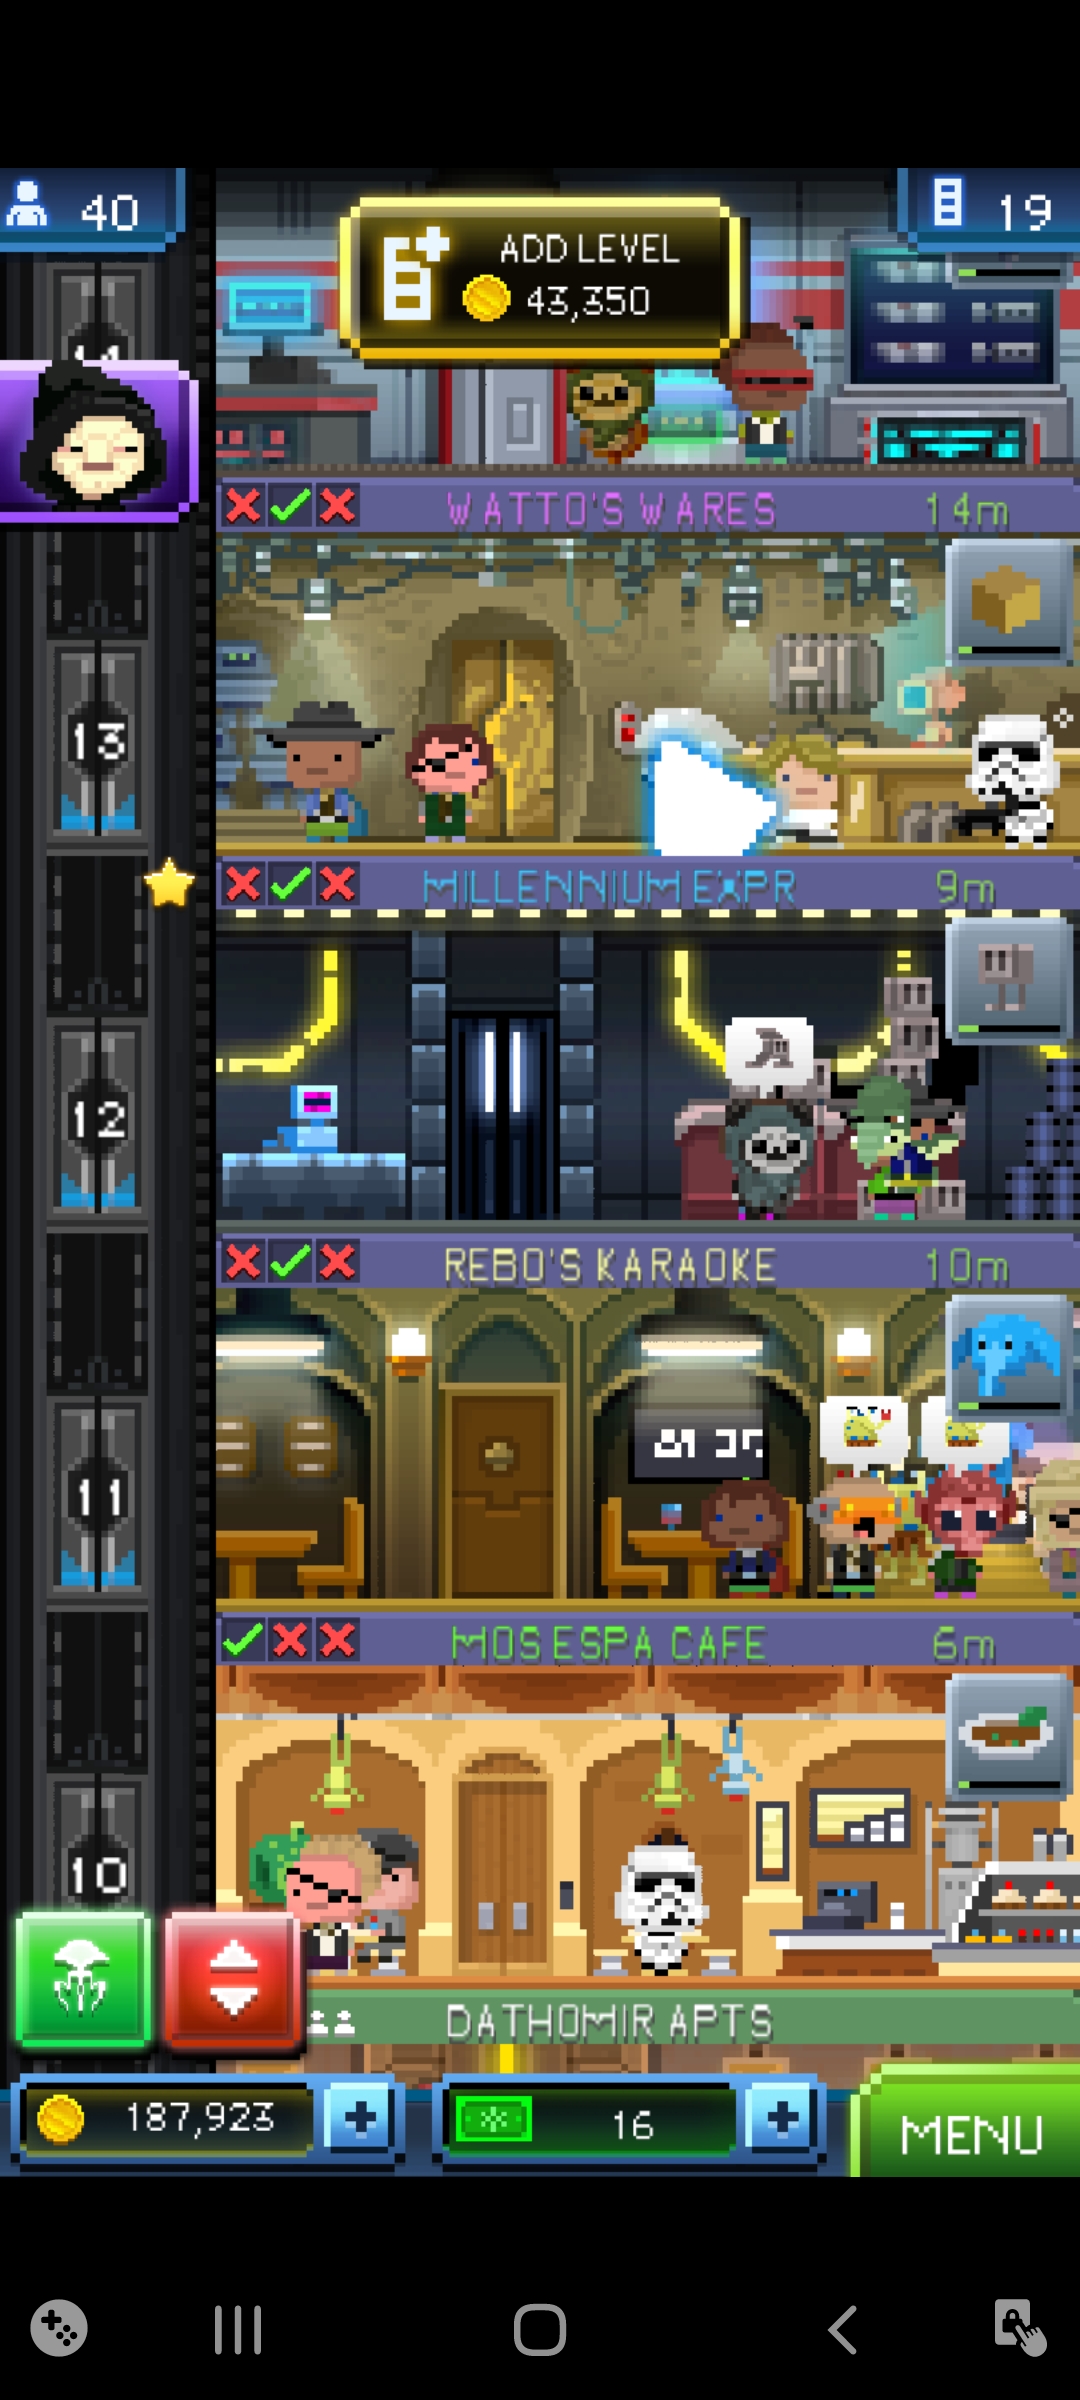 40
ADD LEVEL
43,350
19
WATTO'S WARES
14m
13
MILLENNIUM EXPR
9m
12
REBO'S KARAOKE
10m
11
MOS ESPA CAFE
6m
10
DATHOMIR APTS
187,923
16
MENU